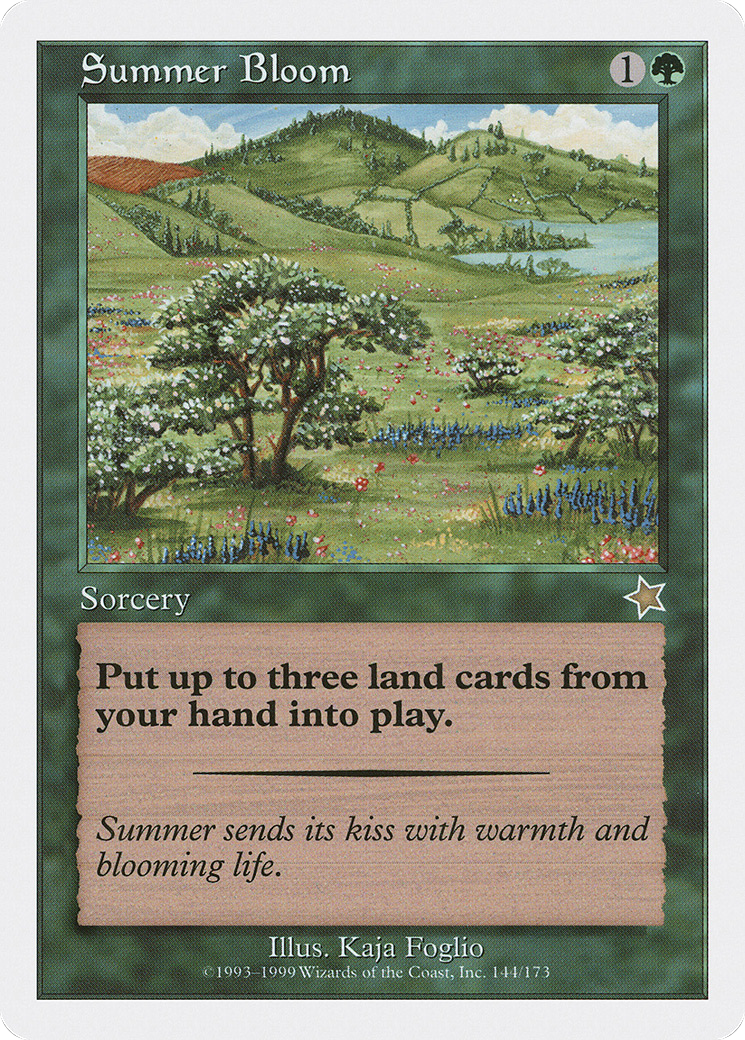 Summer Bloom 1
Sorcery
Put up to three land cards from
your hand into play.
Summer sends its kiss with warmth and
blooming life.
Illus. Kaja Foglio
©1993–1999 Wizards of the Coast, Inc. 144/173